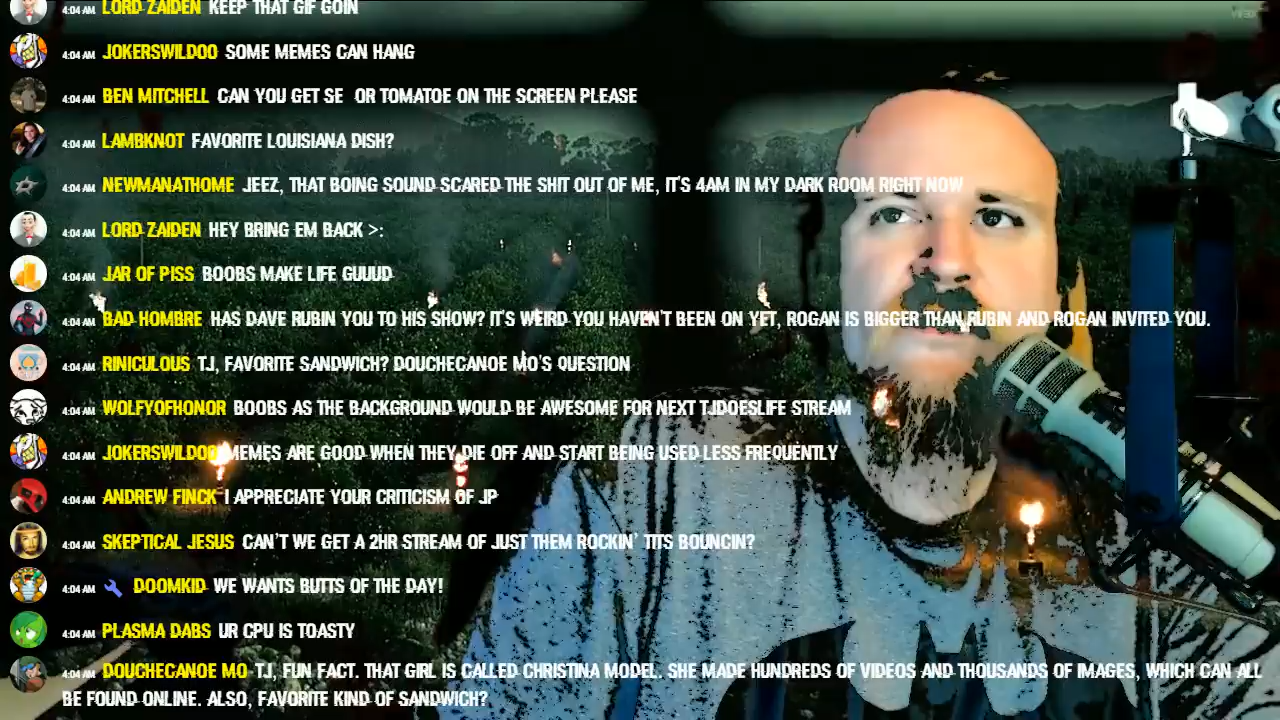 4:04 AM LORD ZAIDEN KEEP THAT GIF GOIN
4:04 AM JOKERSWILDOO SOME MEMES CAN HANG
4:04 AM BEN MITCHELL CAN YOU GET SE OR TOMATOE ON THE SCREEN PLEASE
4:04 AM LAMBKNOT FAVORITE LOUISIANA DISH?
4:04 AM NEWMANATHOME JEEZ, THAT BOING SOUND SCARED THE SHIT OUT OF ME, IT'S 4AM IN MY DARK ROOM RIGHT NOW
4:04 AM LORD ZAIDEN HEY BRING EM BACK >:
4:04 AM JAR OF PISS BOOBS MAKE LIFE GUUUD
4:04 AM BAD HOMBRE HAS DAVE RUBIN YOU TO HIS SHOW? IT'S WEIRD YOU HAVEN'T BEEN ON YET, ROGAN IS BIGGER THAN RUBIN AND ROGAN INVITED YOU.
4:04 AM RINICULOUS TJ, FAVORITE SANDWICH? DOUCHECANOE MO'S QUESTION
4:04 AM WOLFYOFHONOR BOOBS AS THE BACKGROUND WOULD BE AWESOME FOR NEXT TJDOESLIFE STREAM
4:04 AM JOKERSWILDOO MEMES ARE GOOD WHEN THEY DIE OFF AND START BEING USED LESS FREQUENTLY
4:04 AM ANDREW FINCK I APPRECIATE YOUR CRITICISM OF JP
4:04 AM SKEPTICAL JESUS CAN'T WE GET A 2HR STREAM OF JUST THEM ROCKIN' TITS BOUNCIN?
4:04 AM DOOMKID WE WANTS BUTTS OF THE DAY!
4:04 AM PLASMA DABS UR CPU IS TOASTY
4:04 AM DOUCHECANOE MO TJ, FUN FACT. THAT GIRL IS CALLED CHRISTINA MODEL. SHE MADE HUNDREDS OF VIDEOS AND THOUSANDS OF IMAGES, WHICH CAN ALL
BE FOUND ONLINE. ALSO, FAVORITE KIND OF SANDWICH?